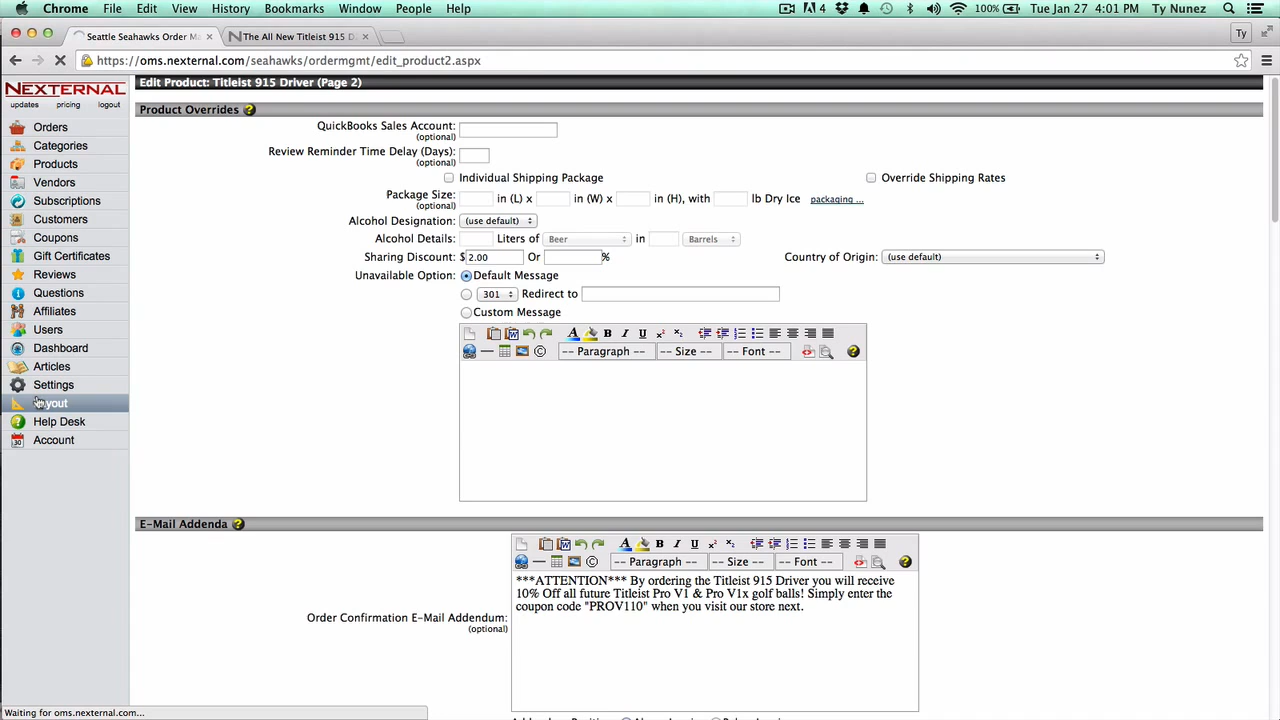 Chrome File Edit View History Bookmarks Window People Help 4 100% Tue Jan 27 4:01 PM Ty Nunez
Seattle Seahawks Order Ma × The All New Titleist 915 D × Ty
https://oms.nexternal.com/seahawks/ordermgmt/edit_product2.aspx
NEXTERNAL
updates pricing logout
Orders
Categories
Products
Vendors
Subscriptions
Customers
Coupons
Gift Certificates
Reviews
Questions
Affiliates
Users
Dashboard
Articles
Settings
yout
Help Desk
30 Account
Edit Product: Titleist 915 Driver (Page 2)
Product Overrides ?
QuickBooks Sales Account:
(optional)
Review Reminder Time Delay (Days):
(optional)
Individual Shipping Package Override Shipping Rates
Package Size: in (L) x in (W) x in (H), with lb Dry Ice packaging ...
(optional)
Alcohol Designation: (use default)
Alcohol Details: Liters of Beer in Barrels
Sharing Discount: $ 2.00 Or % Country of Origin: (use default)
Unavailable Option: Default Message
301 Redirect to
Custom Message
A B I U x² x₂
-- Paragraph -- -- Size -- -- Font -- ?
E-Mail Addenda ?
A B I U x² x₂
-- Paragraph -- -- Size -- -- Font -- ?
***ATTENTION*** By ordering the Titleist 915 Driver you will receive
10% Off all future Titleist Pro V1 & Pro V1x golf balls! Simply enter the
coupon code "PROV110" when you visit our store next.
Order Confirmation E-Mail Addendum:
(optional)
Waiting for oms.nexternal.com...